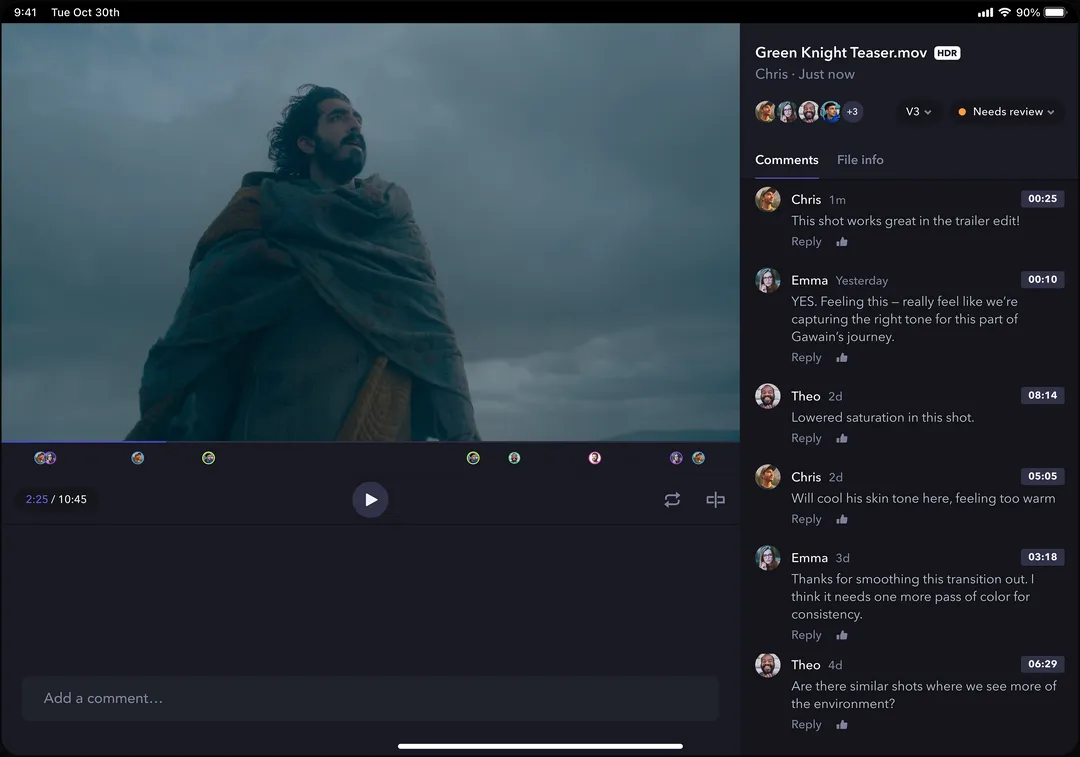 9:41 Tue Oct 30th 90%
Green Knight Teaser.mov HDR
Chris · Just now
+3 V3 Needs review
Comments File info
Chris 1m 00:25
This shot works great in the trailer edit!
Reply
Emma Yesterday 00:10
YES. Feeling this – really feel like we’re
capturing the right tone for this part of
Gawain’s journey.
Reply
Theo 2d 08:14
Lowered saturation in this shot.
Reply
Chris 2d 05:05
Will cool his skin tone here, feeling too warm
Reply
Emma 3d 03:18
Thanks for smoothing this transition out. I
think it needs one more pass of color for
consistency.
Reply
Theo 4d 06:29
Are there similar shots where we see more of
the environment?
Reply
2:25 / 10:45
Add a comment…